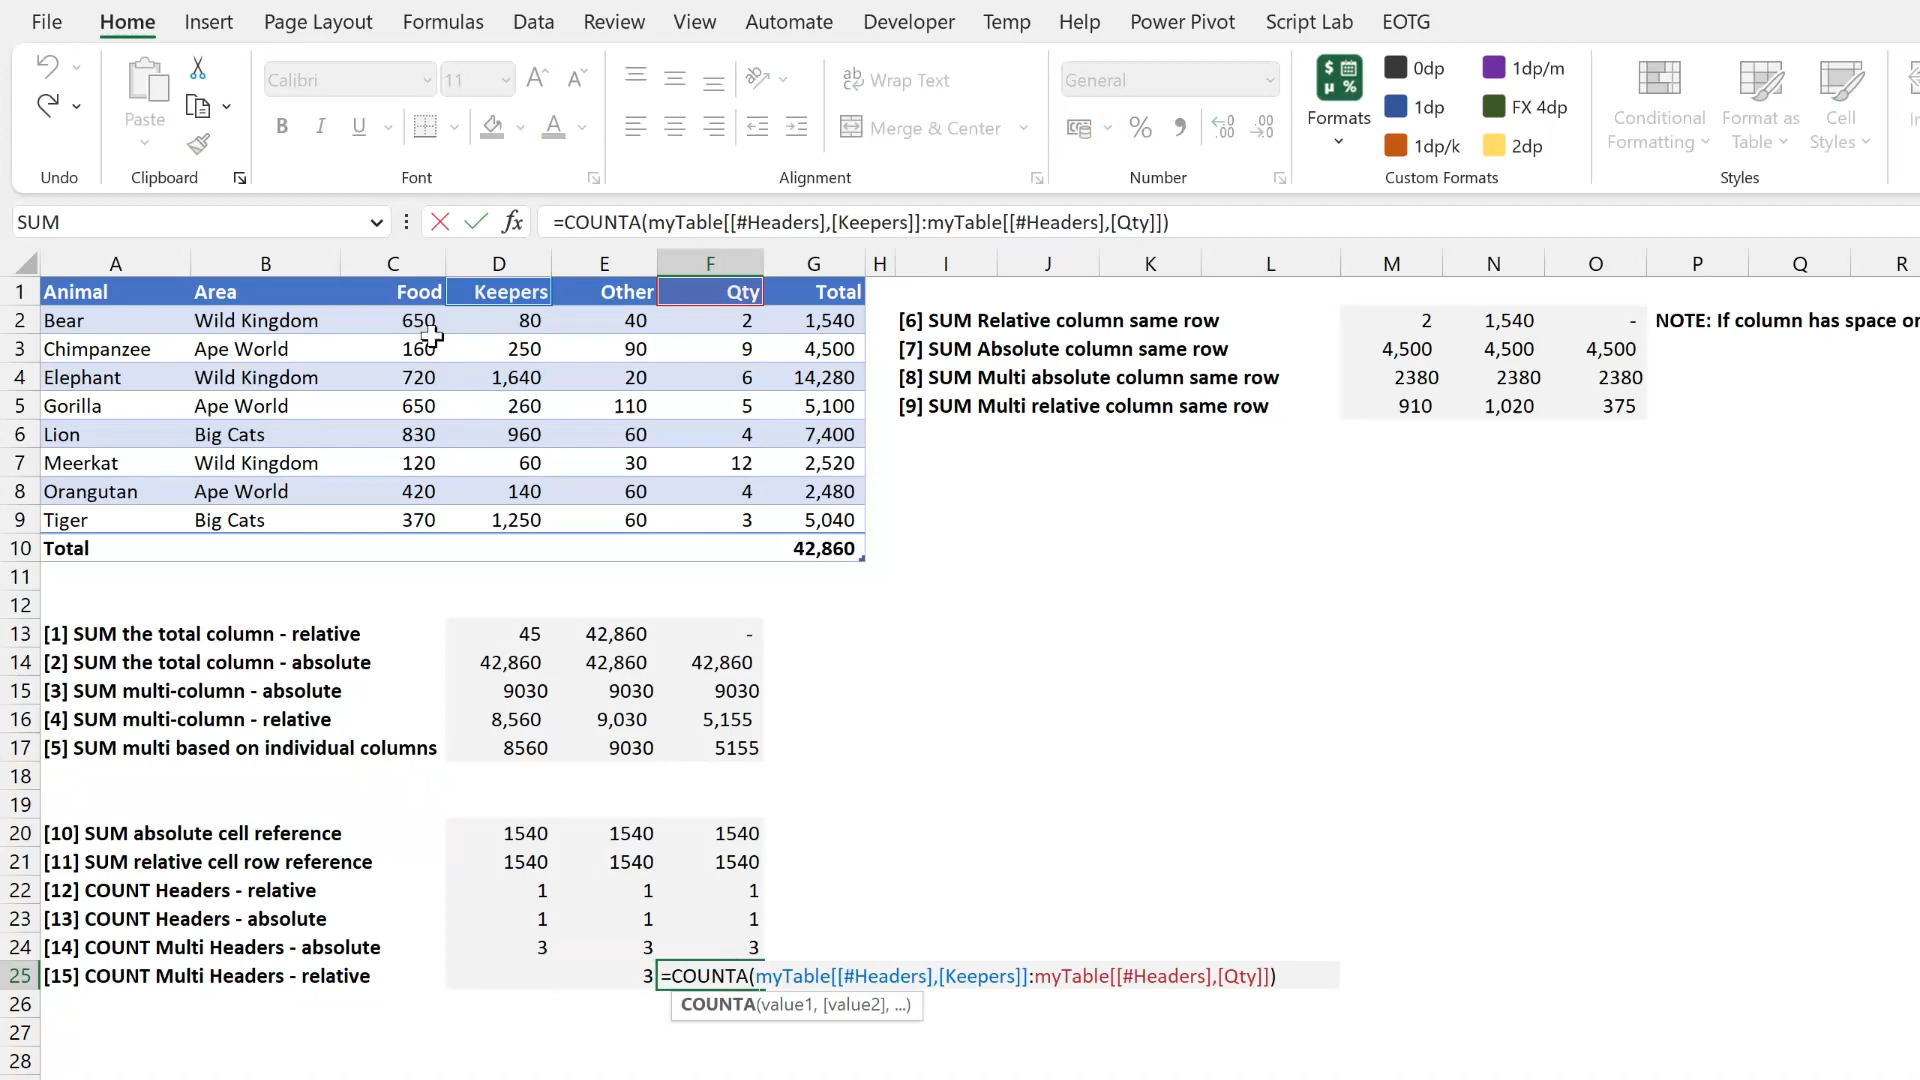 File Home Insert Page Layout Formulas Data Review View Automate Developer Temp Help Power Pivot Script Lab EOTG
Calibri 11 ab Wrap Text General $ µ % 0dp 1dp/m
Paste B I U A Merge & Center % Formats 1dp FX 4dp Conditional Formatting Format as Table Cell Styles
1dp/k 2dp
Undo Clipboard Font Alignment Number Custom Formats Styles
SUM fx =COUNTA(myTable[[#Headers],[Keepers]]:myTable[[#Headers],[Qty]])
A B C D E F G H I J K L M N O P Q R
1 Animal Area Food Keepers Other Qty Total
2 Bear Wild Kingdom 650 80 40 2 1,540 [6] SUM Relative column same row 2 1,540 - NOTE: If column has space or
3 Chimpanzee Ape World 160 250 90 9 4,500 [7] SUM Absolute column same row 4,500 4,500 4,500
4 Elephant Wild Kingdom 720 1,640 20 6 14,280 [8] SUM Multi absolute column same row 2380 2380 2380
5 Gorilla Ape World 650 260 110 5 5,100 [9] SUM Multi relative column same row 910 1,020 375
6 Lion Big Cats 830 960 60 4 7,400
7 Meerkat Wild Kingdom 120 60 30 12 2,520
8 Orangutan Ape World 420 140 60 4 2,480
9 Tiger Big Cats 370 1,250 60 3 5,040
10 Total 42,860
11
12
13 [1] SUM the total column - relative 45 42,860 -
14 [2] SUM the total column - absolute 42,860 42,860 42,860
15 [3] SUM multi-column - absolute 9030 9030 9030
16 [4] SUM multi-column - relative 8,560 9,030 5,155
17 [5] SUM multi based on individual columns 8560 9030 5155
18
19
20 [10] SUM absolute cell reference 1540 1540 1540
21 [11] SUM relative cell row reference 1540 1540 1540
22 [12] COUNT Headers - relative 1 1 1
23 [13] COUNT Headers - absolute 1 1 1
24 [14] COUNT Multi Headers - absolute 3 3 3
25 [15] COUNT Multi Headers - relative 3 =COUNTA(myTable[[#Headers],[Keepers]]:myTable[[#Headers],[Qty]])
26 COUNTA(value1, [value2], ...)
27
28